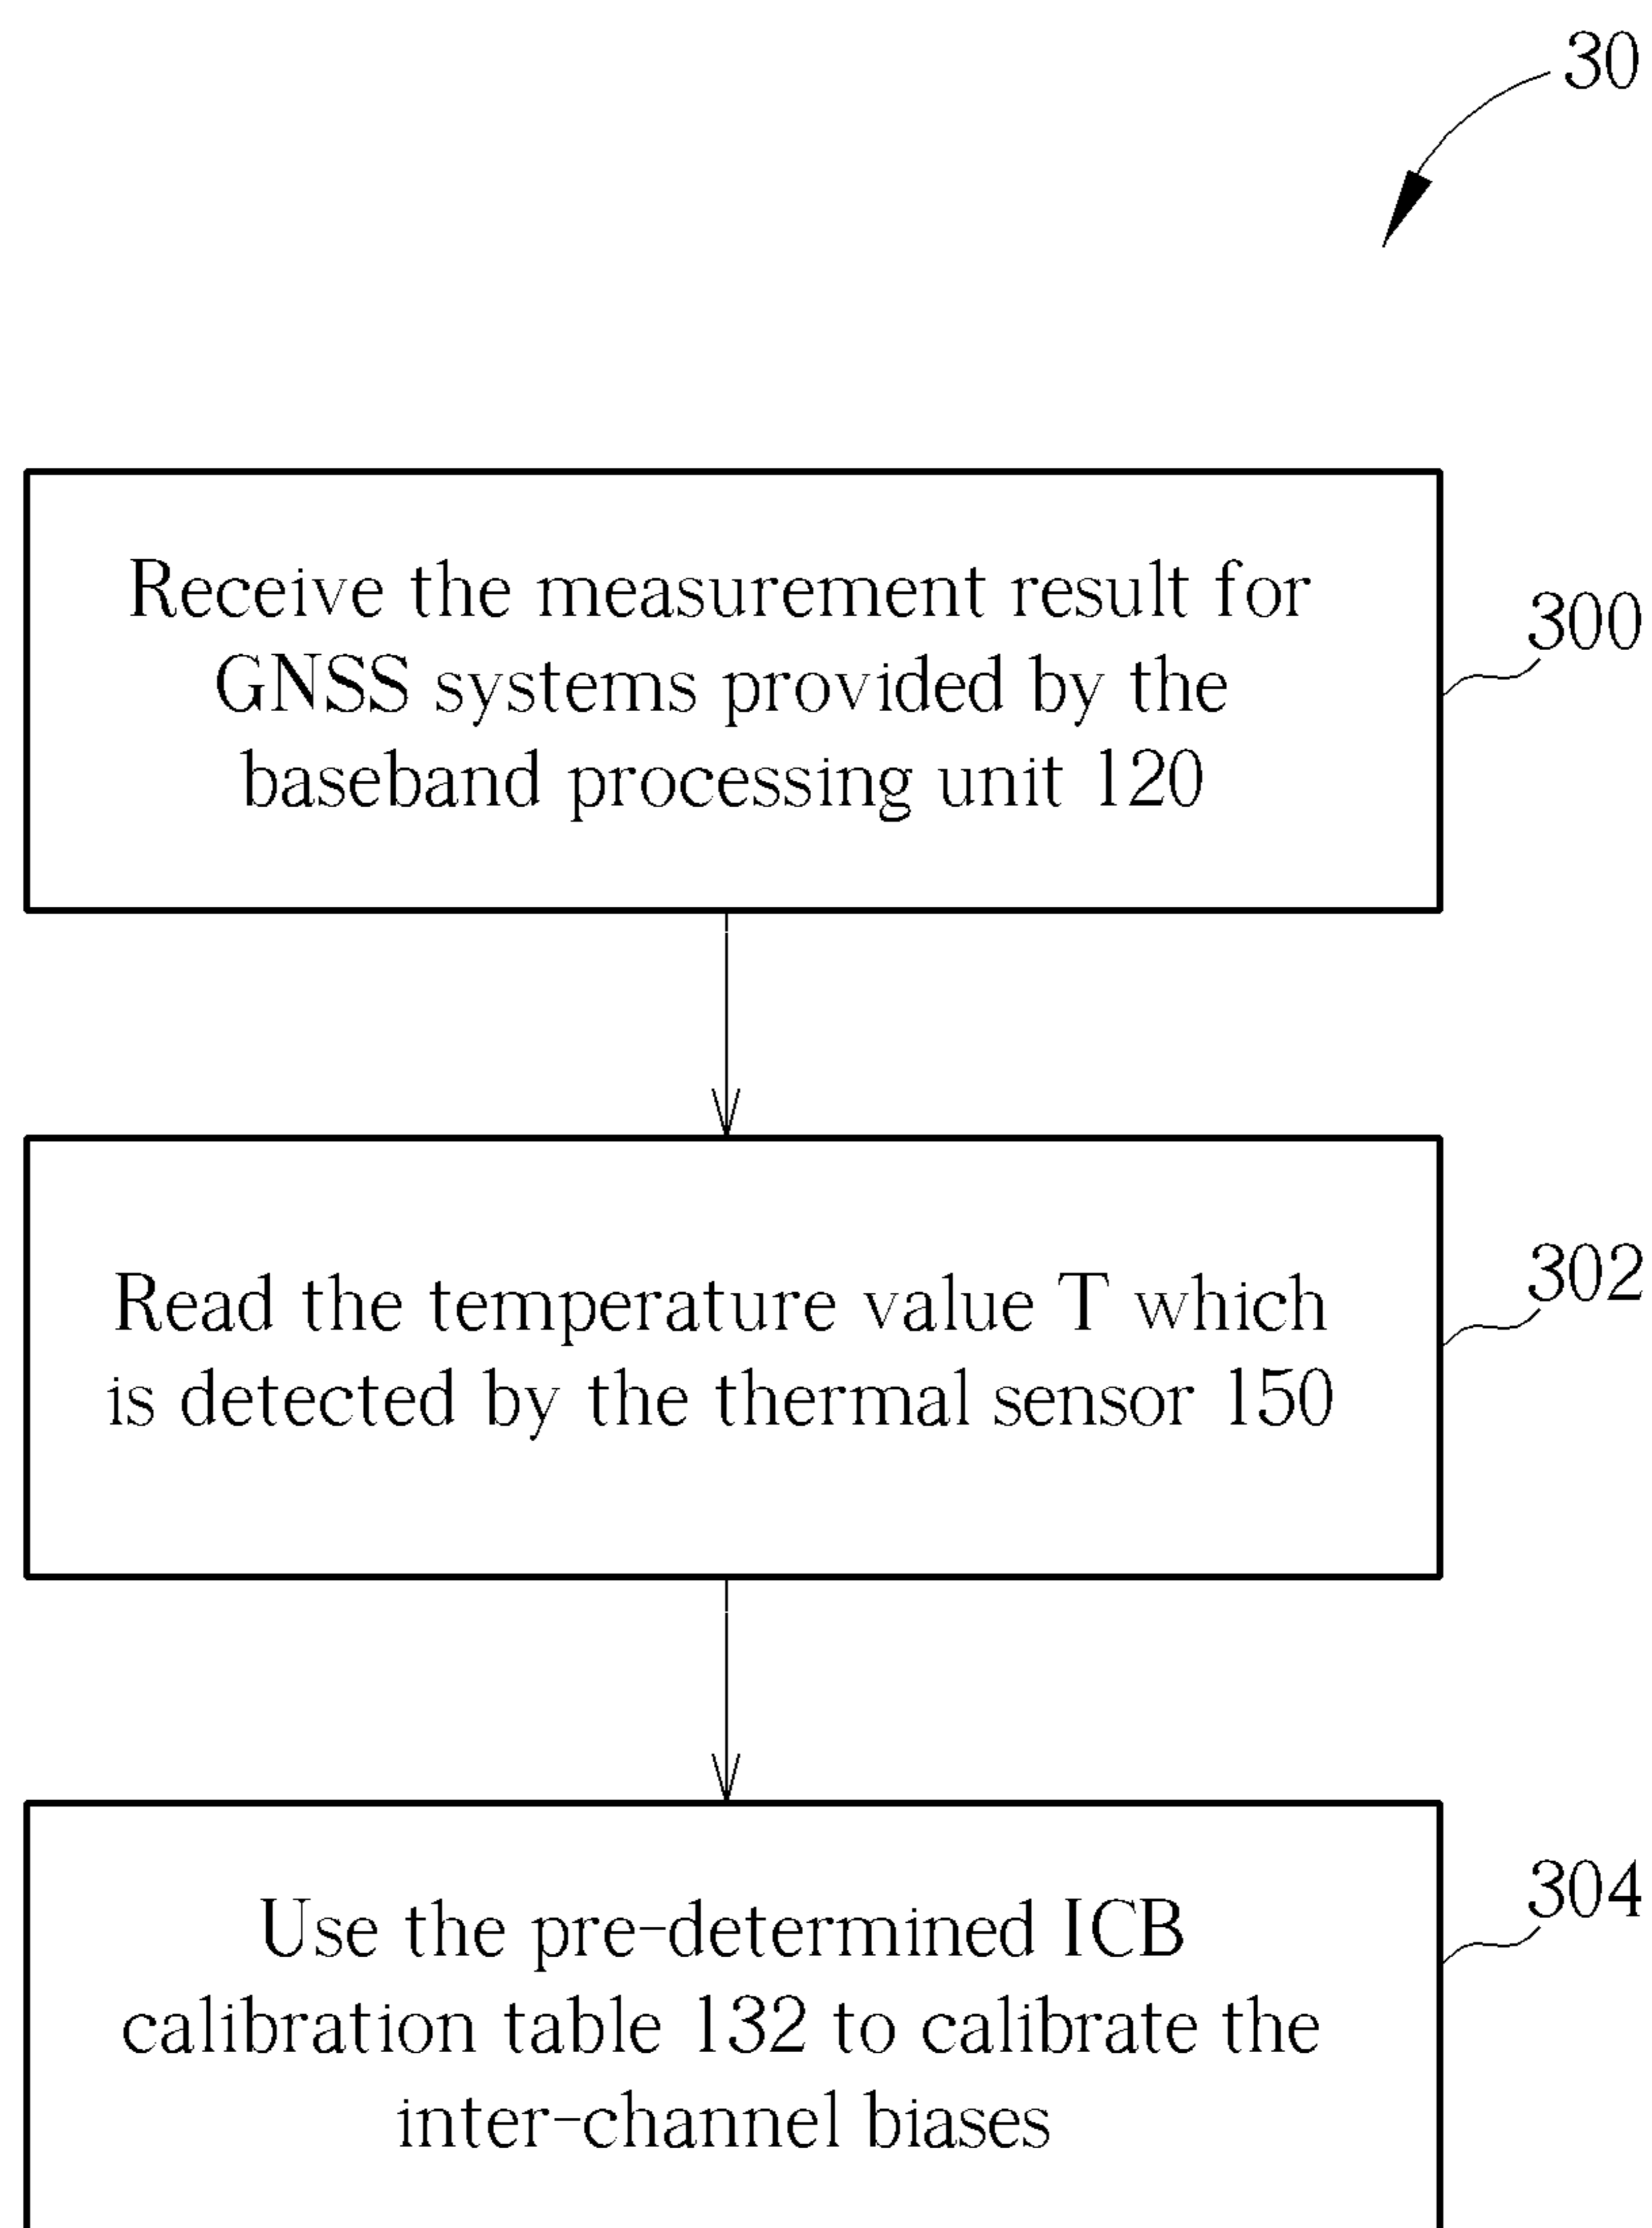 30
Receive the measurement result for
GNSS systems provided by the
baseband processing unit 120
300
Read the temperature value T which
is detected by the thermal sensor 150
302
Use the pre-determined ICB
calibration table 132 to calibrate the
inter-channel biases
304